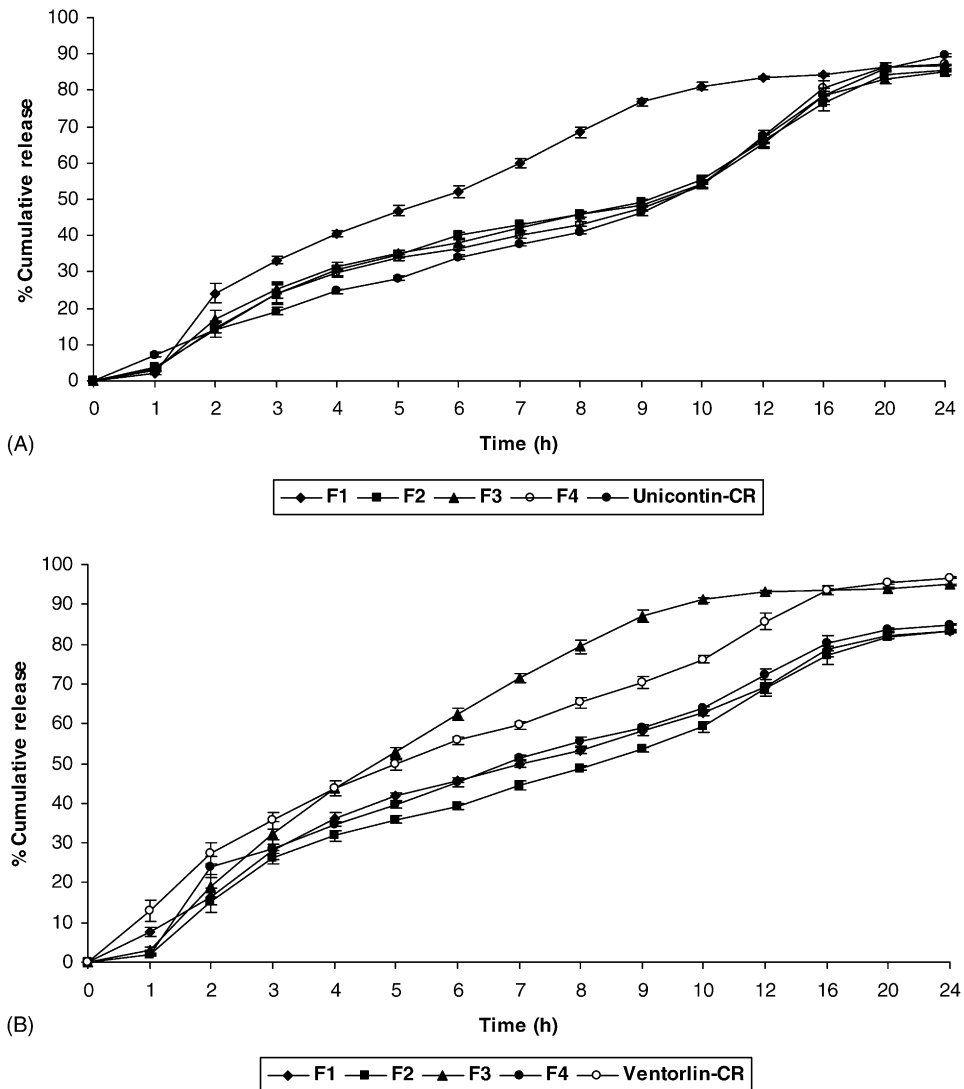 100
90
80
70
60
50
40
30
20
10
0
% Cumulative release
0 1 2 3 4 5 6 7 8 9 10 12 16 20 24
Time (h)
(A)
F1 F2 F3 F4 Unicontin-CR
100
90
80
70
60
50
40
30
20
10
0
% Cumulative release
0 1 2 3 4 5 6 7 8 9 10 12 16 20 24
Time (h)
(B)
F1 F2 F3 F4 Ventorlin-CR